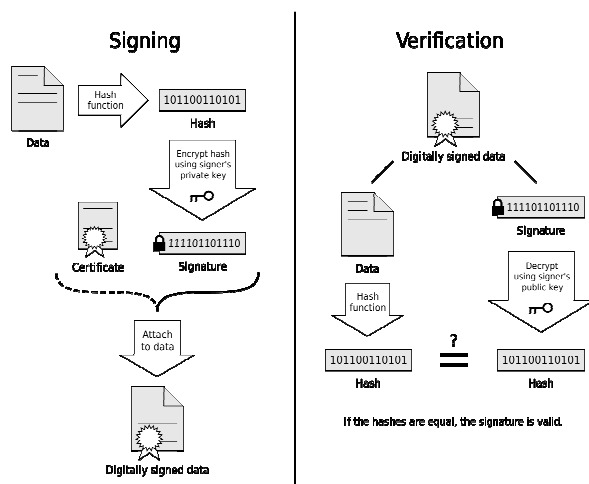 Signing
Data
Hash
function
101100110101
Hash
Encrypt hash
using signer's
private key
Certificate
111101101110
Signature
Attach
to data
Digitally signed data
Verification
Digitally signed data
Data
111101101110
Signature
Hash
function
Decrypt
using signer's
public key
101100110101
Hash
?
=
101100110101
Hash
If the hashes are equal, the signature is valid.